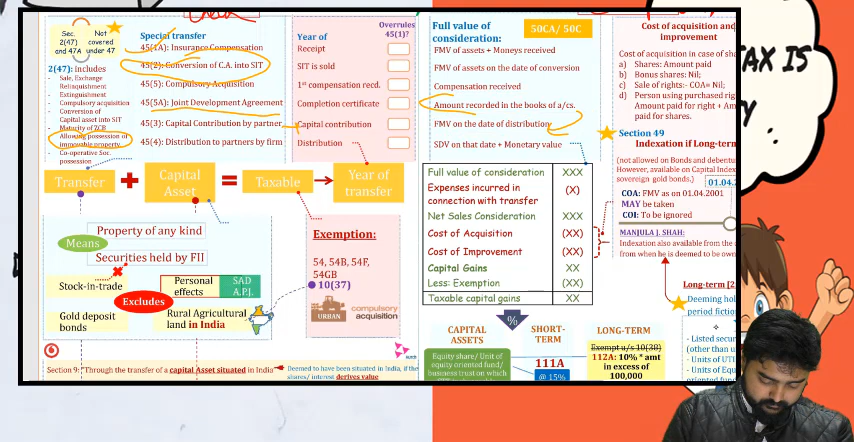 Sec.
2(47)
and 47A
Not
covered
under 47
2(47): Includes
- Sale, Exchange
Relinquishment
Extinguishment
- Compulsory acquisition
- Conversion of
Capital asset into SIT
- Maturity of ZCB
- Allowing possession of
immovable property.
- Co-operative Soc.
possession
Special transfer
45(1A): Insurance Compensation
45(2): Conversion of C.A. into SIT
45(5): Compulsory Acquisition
45(5A): Joint Development Agreement
45(3): Capital Contribution by partner
45(4): Distribution to partners by firm
Year of
Receipt
SIT is sold
1st compensation recd.
Completion certificate
Capital contribution
Distribution
Overrules
45(1)?
Full value of
consideration:
50CA/ 50C
FMV of assets + Moneys received
FMV of assets on the date of conversion
Compensation received
Amount recorded in the books of a/cs.
FMV on the date of distribution
SDV on that date + Monetary value
Cost of acquisition and
improvement
Cost of acquisition in case of sha
a) Shares: Amount paid
b) Bonus shares: Nil;
c) Sale of rights:- COA= Nil;
d) Person using purchased righ
Amount paid for right + Am
paid for shares.
Section 49
Indexation if Long-term
(not allowed on Bonds and debentu
However, available on Capital Index
sovereign gold bonds.)
01.04.
COA: FMV as on 01.04.2001
MAY be taken
COI: To be ignored
MANJULA J. SHAH:
Indexation also available from the
from when he is deemed to be own
Transfer + Capital Asset = Taxable → Year of transfer
Full value of consideration XXX
Expenses incurred in
connection with transfer (X)
Net Sales Consideration XXX
Cost of Acquisition (XX)
Cost of Improvement (XX)
Capital Gains XX
Less: Exemption (XX)
Taxable capital gains XX
Property of any kind
Means
Securities held by FII
Stock-in-trade
Personal
effects
SAD
A.P.J.
Excludes
Gold deposit
bonds
Rural Agricultural
land in India
Exemption:
54, 54B, 54F,
54GB
10(37)
URBAN
compulsory
acquisition
%
CAPITAL
ASSETS
SHORT-
TERM
LONG-
TERM
Equity share/ Unit of
equity oriented fund/
business trust on which
111A
@ 15%
Exempt u/s 10(38)
112A: 10% * amt
in excess of
100,000
Long-term [2
Deeming hol
period fictio
- Listed secur
(other than u
- Units of UTI
- Units of Equ
oriented fund
Section 9: "Through the transfer of a capital Asset situated in India"
Deemed to have been situated in India, if the
shares/ interest derives value
AX IS